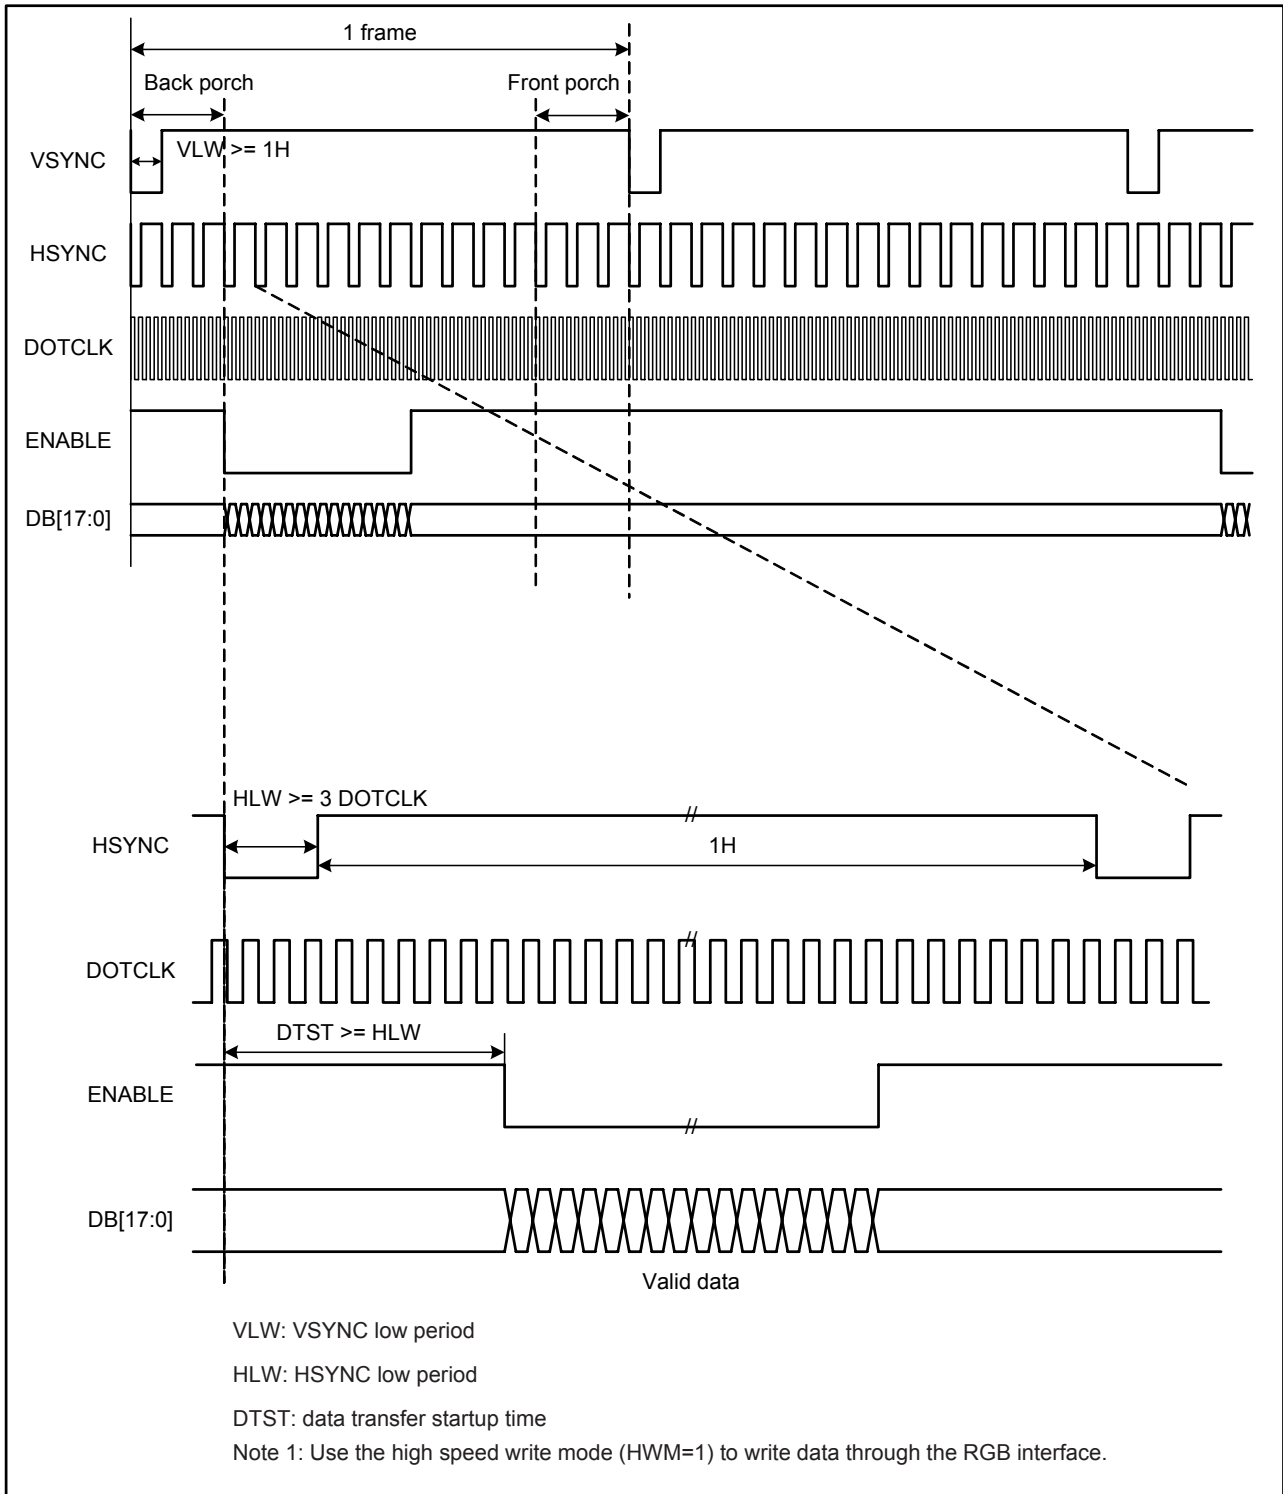 1 frame
Back porch
Front porch
VLW >= 1H
VSYNC
HSYNC
DOTCLK
ENABLE
DB[17:0]
HLW >= 3 DOTCLK
//
HSYNC
1H
//
DOTCLK
DTST >= HLW
ENABLE
//
DB[17:0]
Valid data
VLW: VSYNC low period
HLW: HSYNC low period
DTST: data transfer startup time
Note 1: Use the high speed write mode (HWM=1) to write data through the RGB interface.